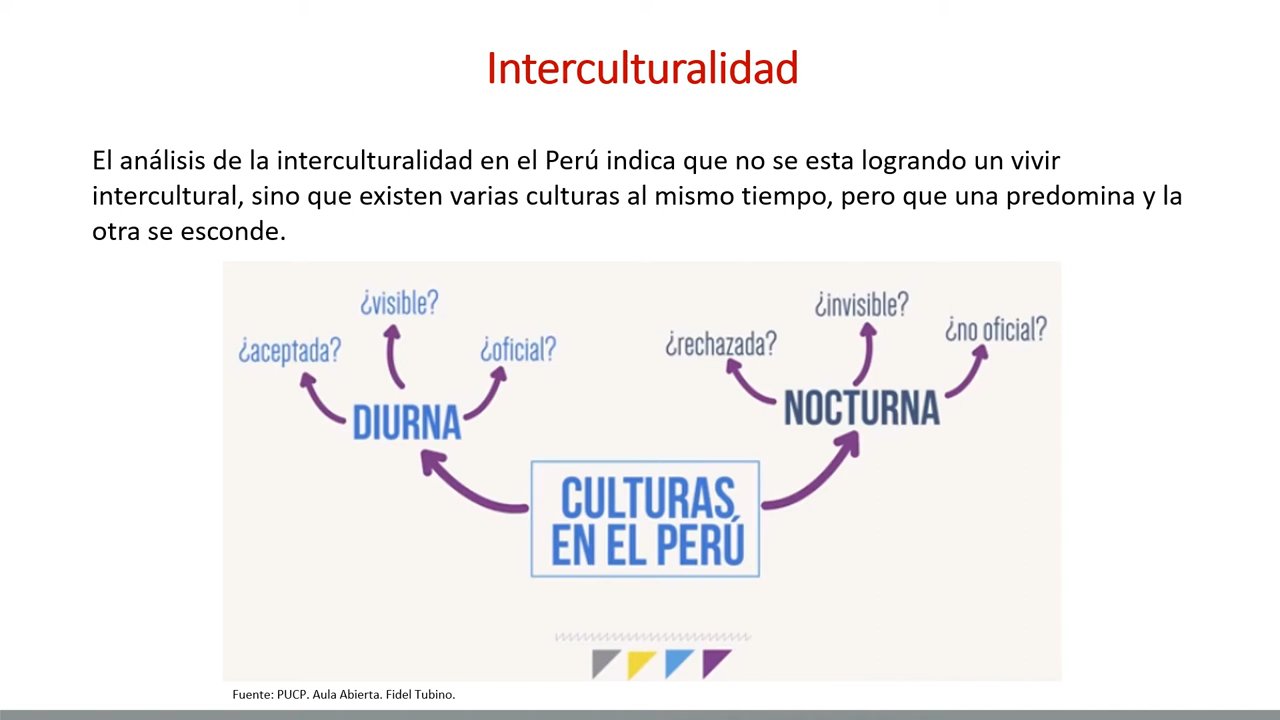 Interculturalidad
El análisis de la interculturalidad en el Perú indica que no se esta logrando un vivir
intercultural, sino que existen varias culturas al mismo tiempo, pero que una predomina y la
otra se esconde.
¿visible?
¿aceptada?
¿oficial?
DIURNA
¿invisible?
¿rechazada?
¿no oficial?
NOCTURNA
CULTURAS
EN EL PERÚ
Fuente: PUCP. Aula Abierta. Fidel Tubino.